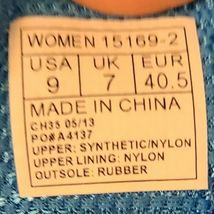 WOMEN 15169-2
USA UK EUR
9 7 40.5
MADE IN CHINA
CH35 05/13
PO#A4137
UPPER: SYNTHETIC/NYLON
UPPER LINING: NYLON
OUTSOLE: RUBBER